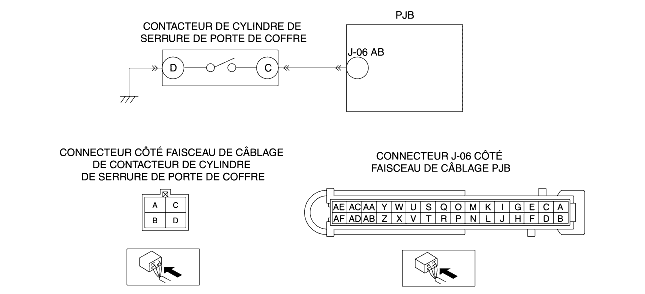 CONTACTEUR DE CYLINDRE DE
SERRURE DE PORTE DE COFFRE
PJB
J-06 AB
D
C
CONNECTEUR CÔTÉ FAISCEAU DE CÂBLAGE
DE CONTACTEUR DE CYLINDRE
DE SERRURE DE PORTE DE COFFRE
A C
B D
CONNECTEUR J-06 CÔTÉ
FAISCEAU DE CÂBLAGE PJB
AE AC AA Y W U S Q O M K I G E C A
AF AD AB Z X V T R P N L J H F D B